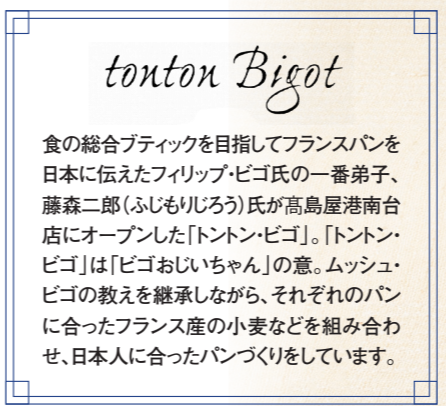 tonton Bigot
食の総合ブティックを目指してフランスパンを
日本に伝えたフィリップ・ビゴ氏の一番弟子、
藤森二郎（ふじもりじろう）氏が髙島屋港南台
店にオープンした「トントン・ビゴ」。「トントン・
ビゴ」は「ビゴおじいちゃん」の意。ムッシュ・
ビゴの教えを継承しながら、それぞれのパン
に合ったフランス産の小麦などを組み合わ
せ、日本人に合ったパンづくりをしています。